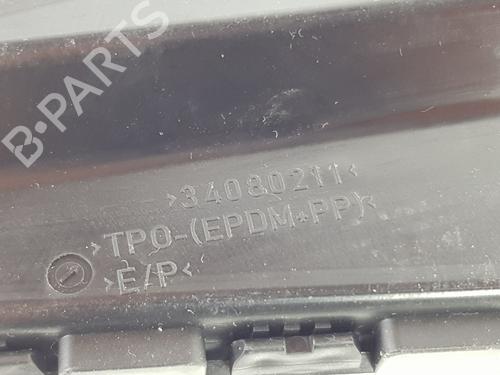 B-PARTS
>34080211<
>TPO-(EPDM+PP)<
>E/P<